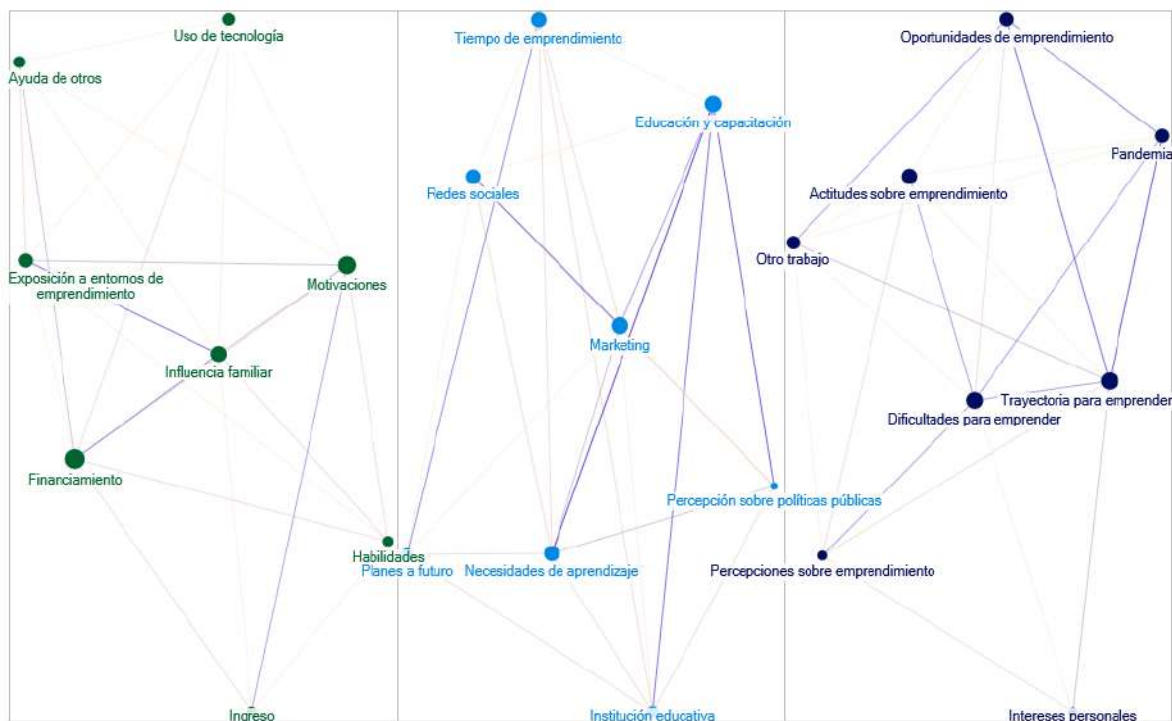 Uso de tecnología
Ayuda de otros
Exposición a entornos de
emprendimiento
Motivaciones
Influencia familiar
Financiamiento
Habilidades
Ingreso
Tiempo de emprendimiento
Educación y capacitación
Redes sociales
Marketing
Percepción sobre políticas públicas
Planes a futuro
Necesidades de aprendizaje
Institución educativa
Oportunidades de emprendimiento
Pandemia
Actitudes sobre emprendimiento
Otro trabajo
Trayectoria para emprender
Dificultades para emprender
Percepciones sobre emprendimiento
Intereses personales